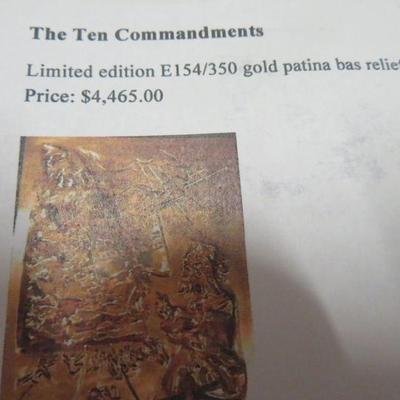 The Ten Commandments
Limited edition E154/350 gold patina bas relief
Price: $4,465.00